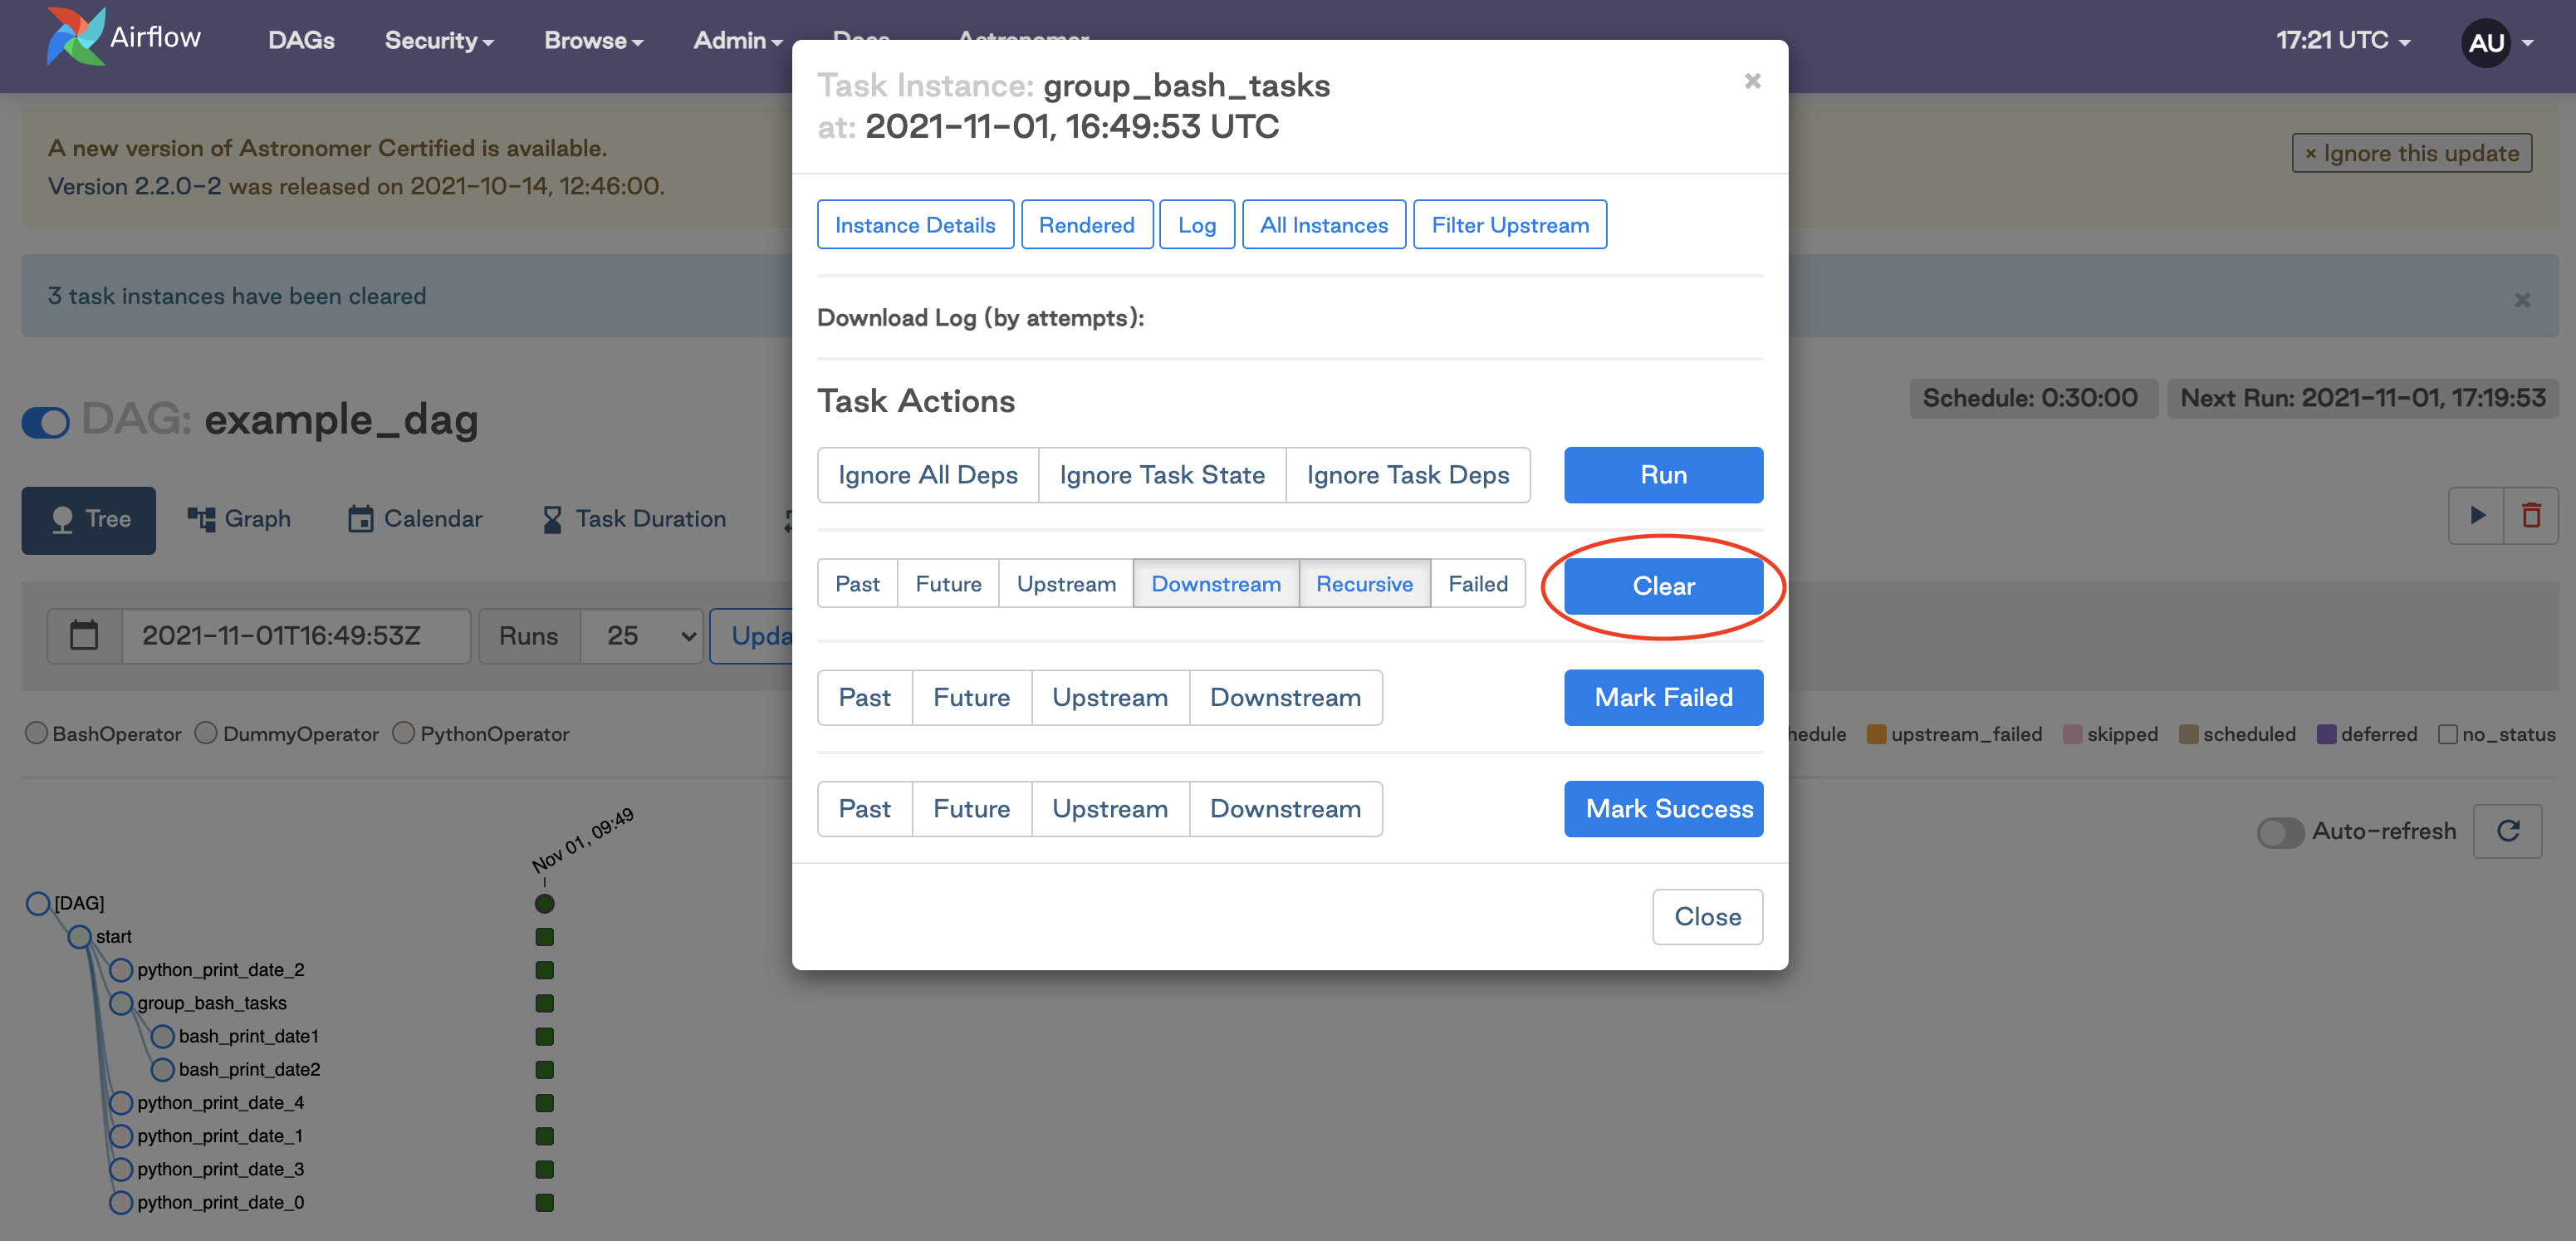 Airflow DAGs Security Browse Admin 17:21 UTC AU
Task Instance: group_bash_tasks
at: 2021-11-01, 16:49:53 UTC
×
A new version of Astronomer Certified is available.
Version 2.2.0-2 was released on 2021-10-14, 12:46:00.
× Ignore this update
Instance Details Rendered Log All Instances Filter Upstream
3 task instances have been cleared ×
Download Log (by attempts):
Task Actions
DAG: example_dag
Schedule: 0:30:00 Next Run: 2021-11-01, 17:19:53
Ignore All Deps Ignore Task State Ignore Task Deps Run
Tree Graph Calendar Task Duration
Past Future Upstream Downstream Recursive Failed Clear
2021-11-01T16:49:53Z Runs 25 Upda
Past Future Upstream Downstream Mark Failed
BashOperator DummyOperator PythonOperator
hedule upstream_failed skipped scheduled deferred no_status
Past Future Upstream Downstream Mark Success
Auto-refresh
Close
Nov 01, 09:49
[DAG]
start
python_print_date_2
group_bash_tasks
bash_print_date1
bash_print_date2
python_print_date_4
python_print_date_1
python_print_date_3
python_print_date_0